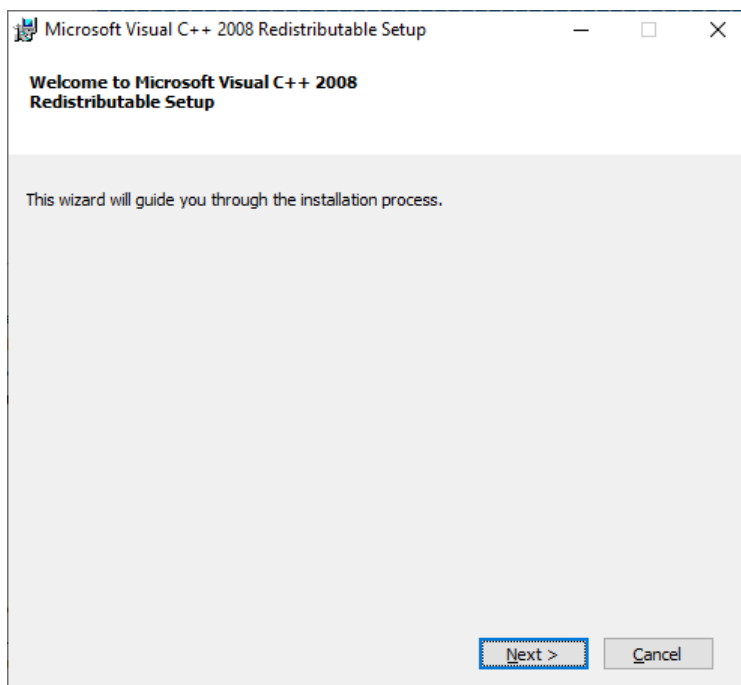 Microsoft Visual C++ 2008 Redistributable Setup
Welcome to Microsoft Visual C++ 2008
Redistributable Setup
This wizard will guide you through the installation process.
Next >
Cancel